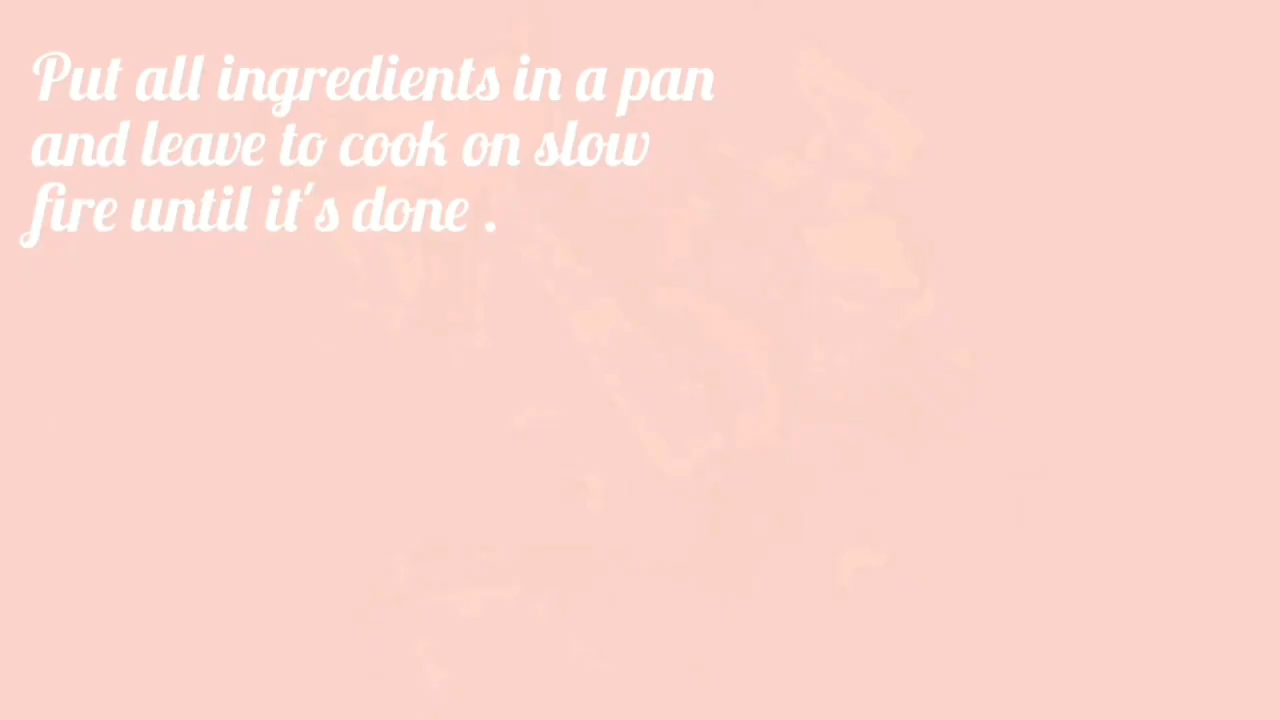 Put all ingredients in a pan
and leave to cook on slow
fire until it's done .